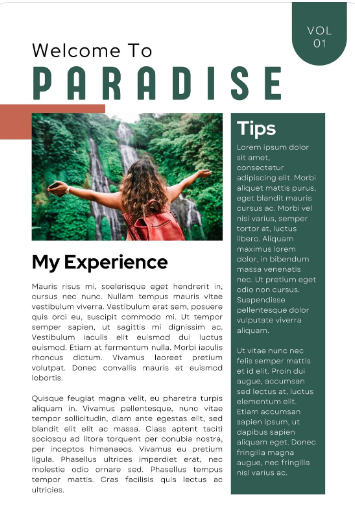 VOL
01
Welcome To
PARADISE
My Experience
Mauris risus mi, scelerisque eget hendrerit in,
cursus nec nunc. Nullam tempus mauris vitae
vestibulum viverra. Vestibulum erat sem, posuere
quis orci eu, suscipit commodo mi. Ut tempor
semper sapien, ut sagittis mi dignissim ac.
Vestibulum iaculis elit euismod dui luctus
euismod. Etiam at fermentum nulla. Morbi iaculis
rhoncus dictum. Vivamus laoreet pretium
volutpat. Donec convallis mauris et euismod
lobortis.
Quisque feugiat magna velit, eu pharetra turpis
aliquam in. Vivamus pellentesque, nunc vitae
tempor sollicitudin, diam ante egestas elit, sed
blandit elit elit ac massa. Class aptent taciti
sociosqu ad litora torquent per conubia nostra,
per inceptos himenaeos. Vivamus eu pretium
ligula. Phasellus ultrices imperdiet erat, nec
molestie odio ornare sed. Phasellus tempus
tempor mattis. Cras facilisis quis lectus ac
ultricies.
Tips
Lorem ipsum dolor
sit amet,
consectetur
adipiscing elit. Morbi
aliquet mattis purus,
eget blandit mauris
cursus ac. Morbi vel
nisl varius, semper
tortor at, luctus
libero. Aliquam
maximus lorem
dolor, in bibendum
massa venenatis
nec. Ut pretium eget
odio non cursus.
Suspendisse
pellentesque dolor
vulputate viverra
aliquam.
Ut vitae nunc nec
felis semper mattis
et id elit. Proin dui
augue, accumsan
sed lectus at, luctus
elementum elit.
Etiam accumsan
sapien ipsum, ut
dapibus sapien
aliquam eget. Donec
fringilla magna
augue, nec fringilla
nisl varius ac.